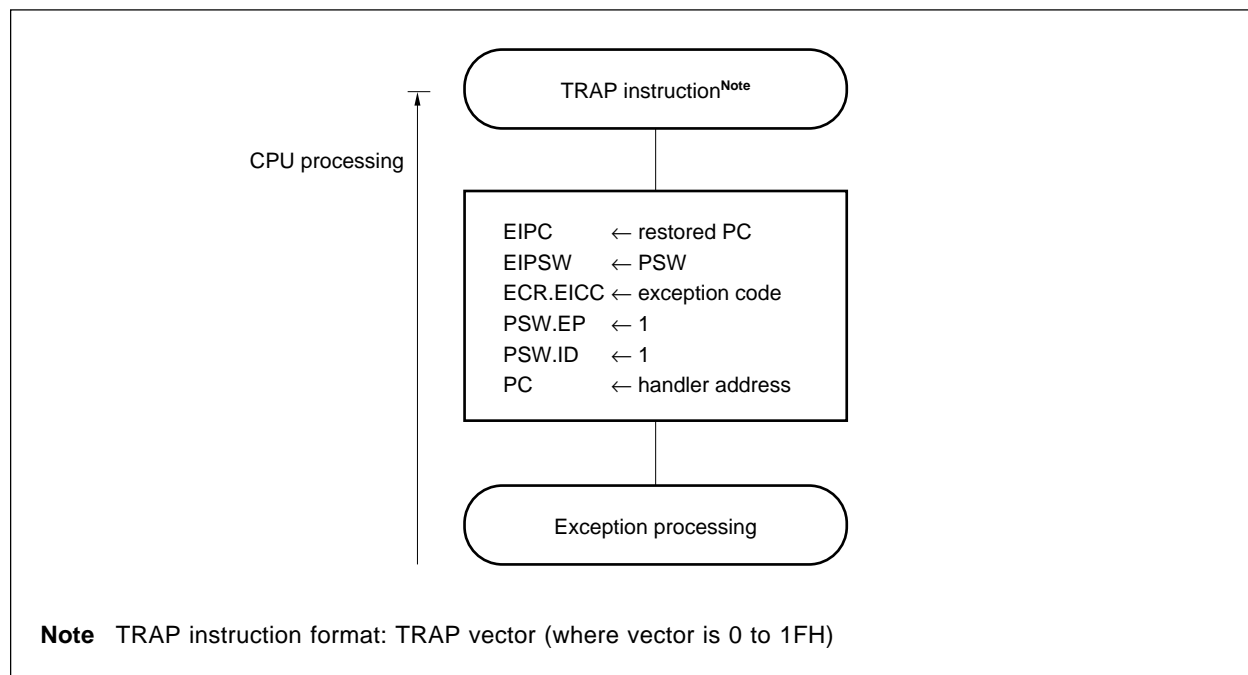 TRAP instructionNote
CPU processing
EIPC ← restored PC
EIPSW ← PSW
ECR.EICC ← exception code
PSW.EP ← 1
PSW.ID ← 1
PC ← handler address
Exception processing
Note TRAP instruction format: TRAP vector (where vector is 0 to 1FH)